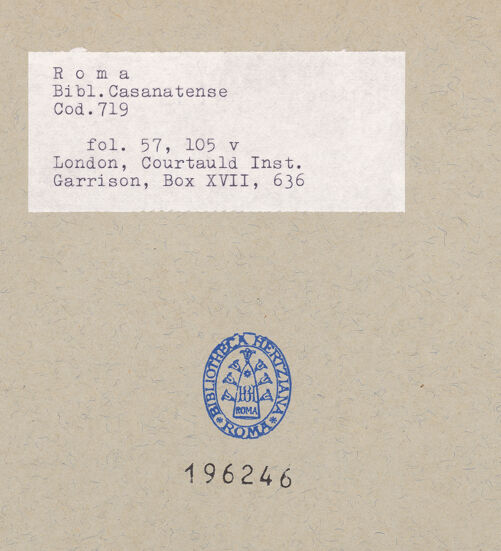 R o m a
Bibl.Casanatense
Cod.719
fol. 57, 105 v
London, Courtauld Inst.
Garrison, Box XVII, 636
BIBLIOTHECA HERTZIANA
BH
ROMA
* ROMA *
196246